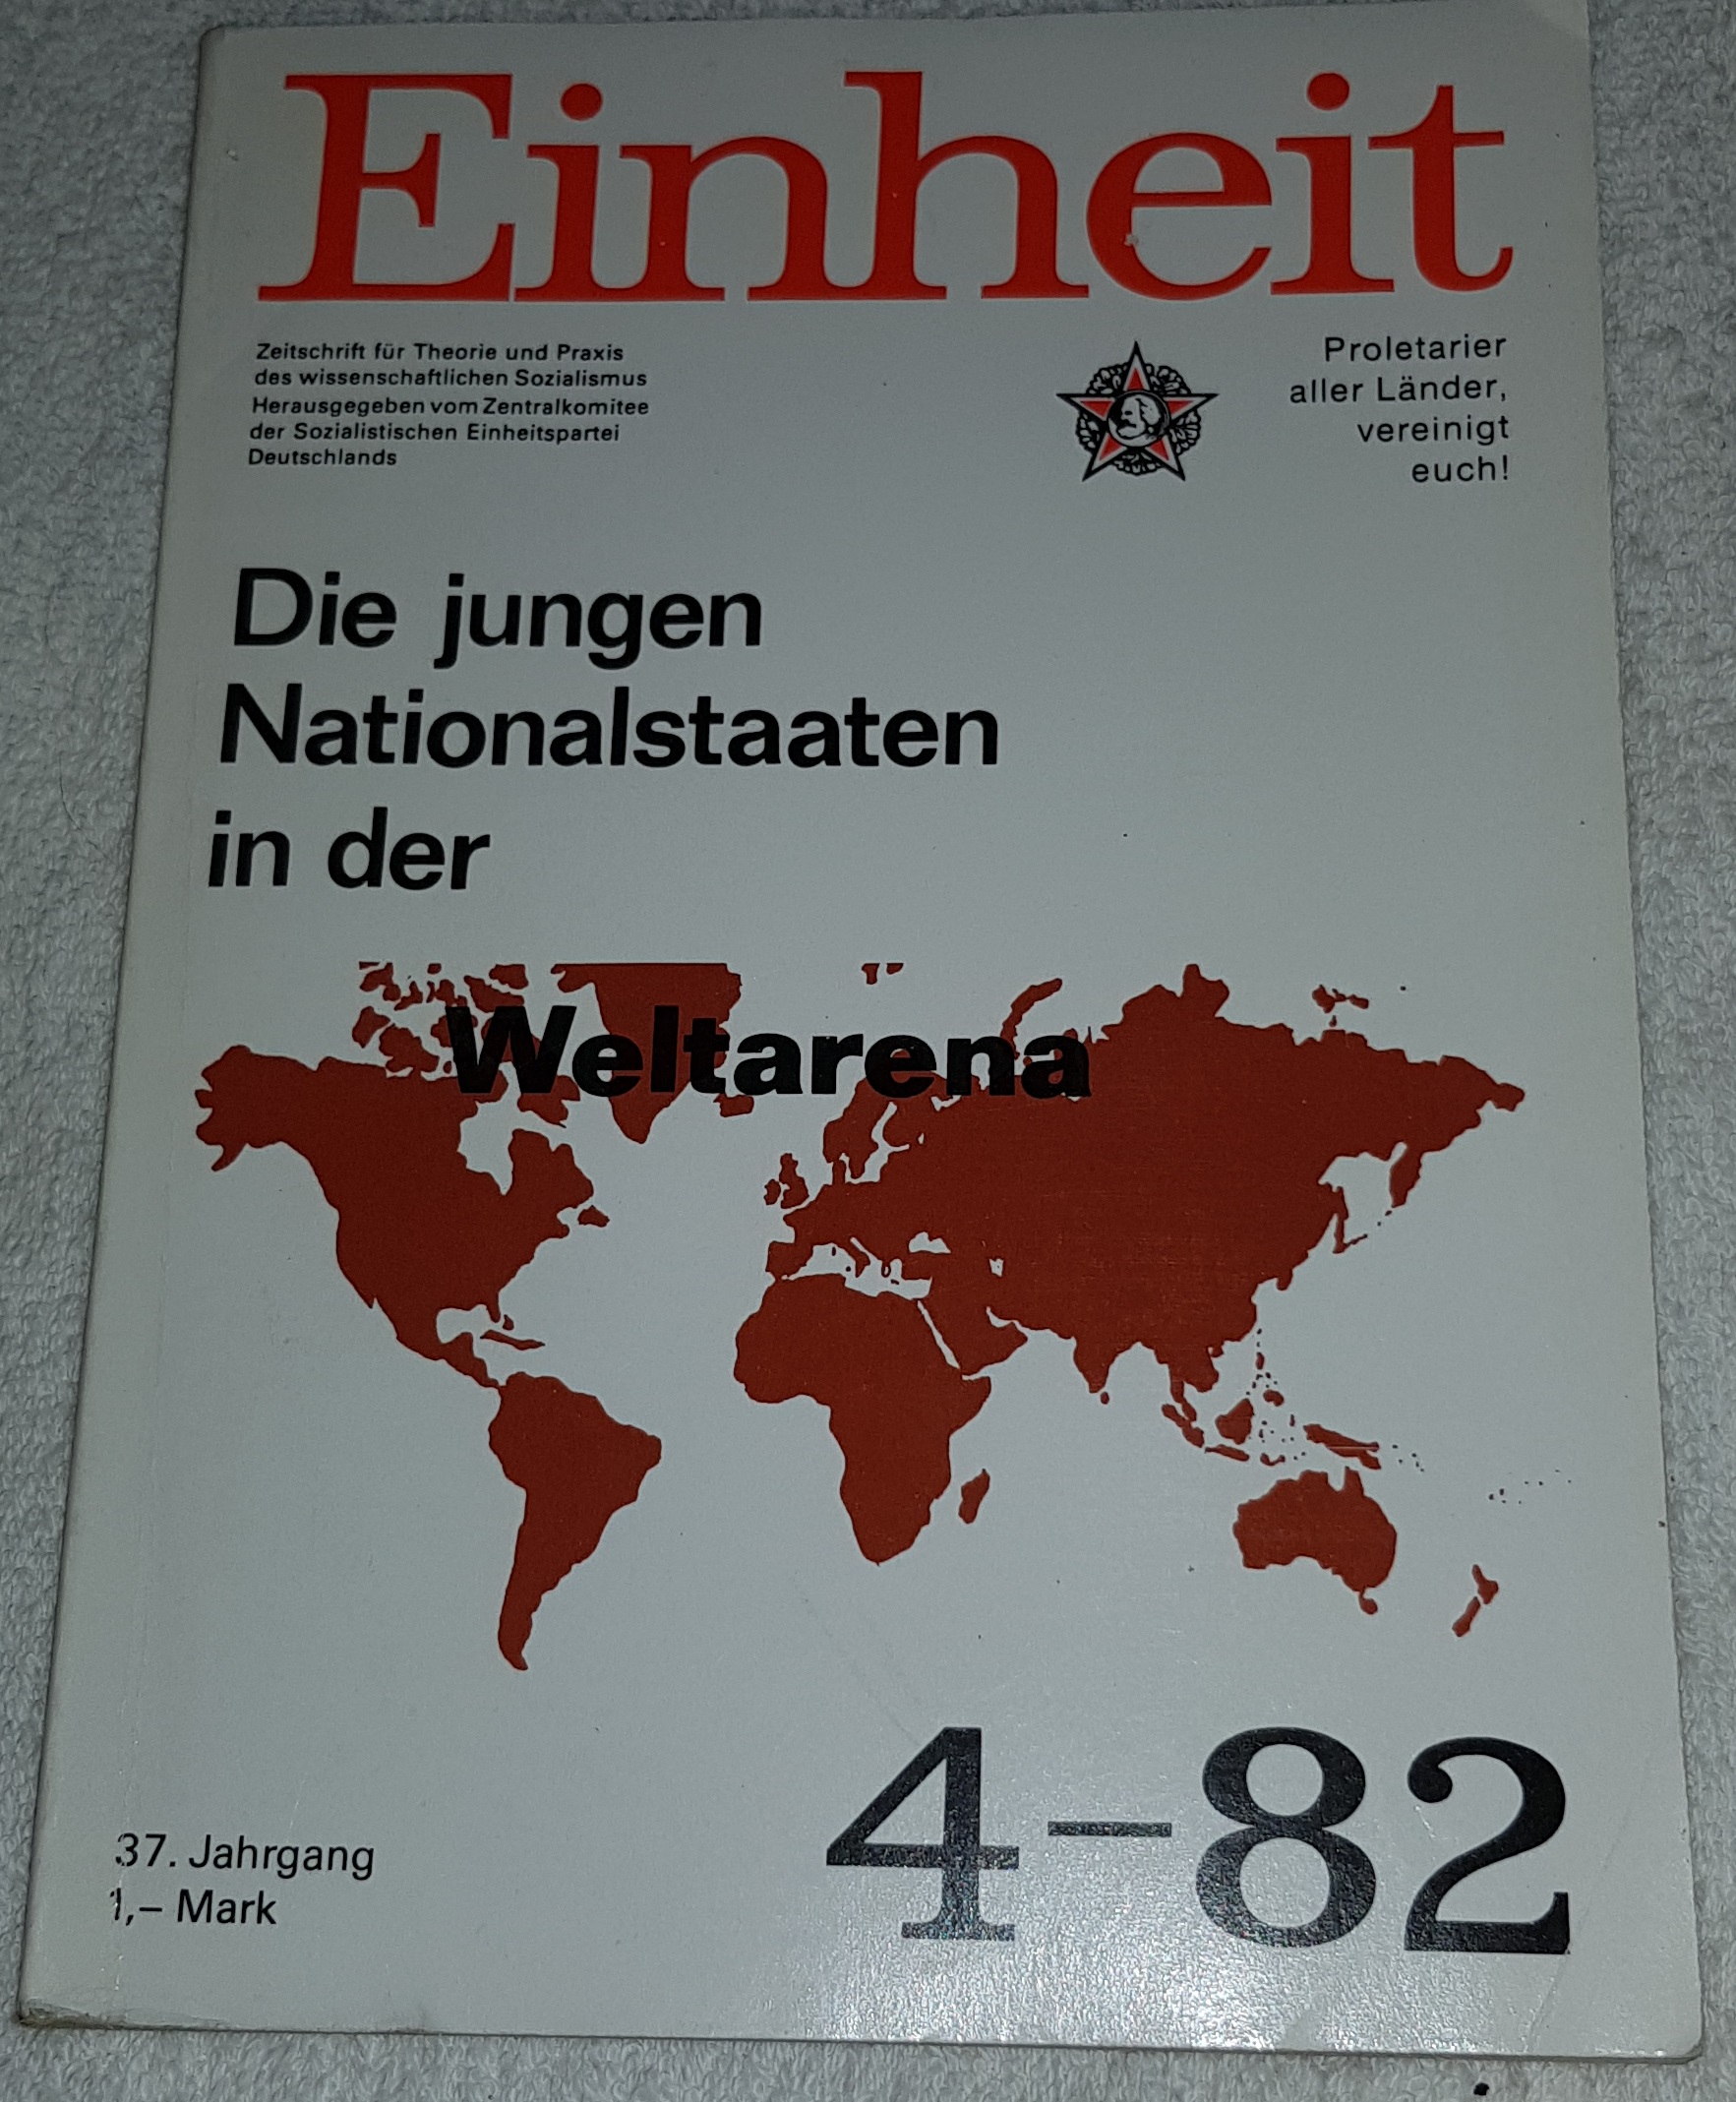 Einheit
Zeitschrift für Theorie und Praxis
des wissenschaftlichen Sozialismus
Herausgegeben vom Zentralkomitee
der Sozialistischen Einheitspartei
Deutschlands
Proletarier
aller Länder,
vereinigt
euch!
Die jungen
Nationalstaaten
in der
Weltarena
4–82
37. Jahrgang
1,– Mark